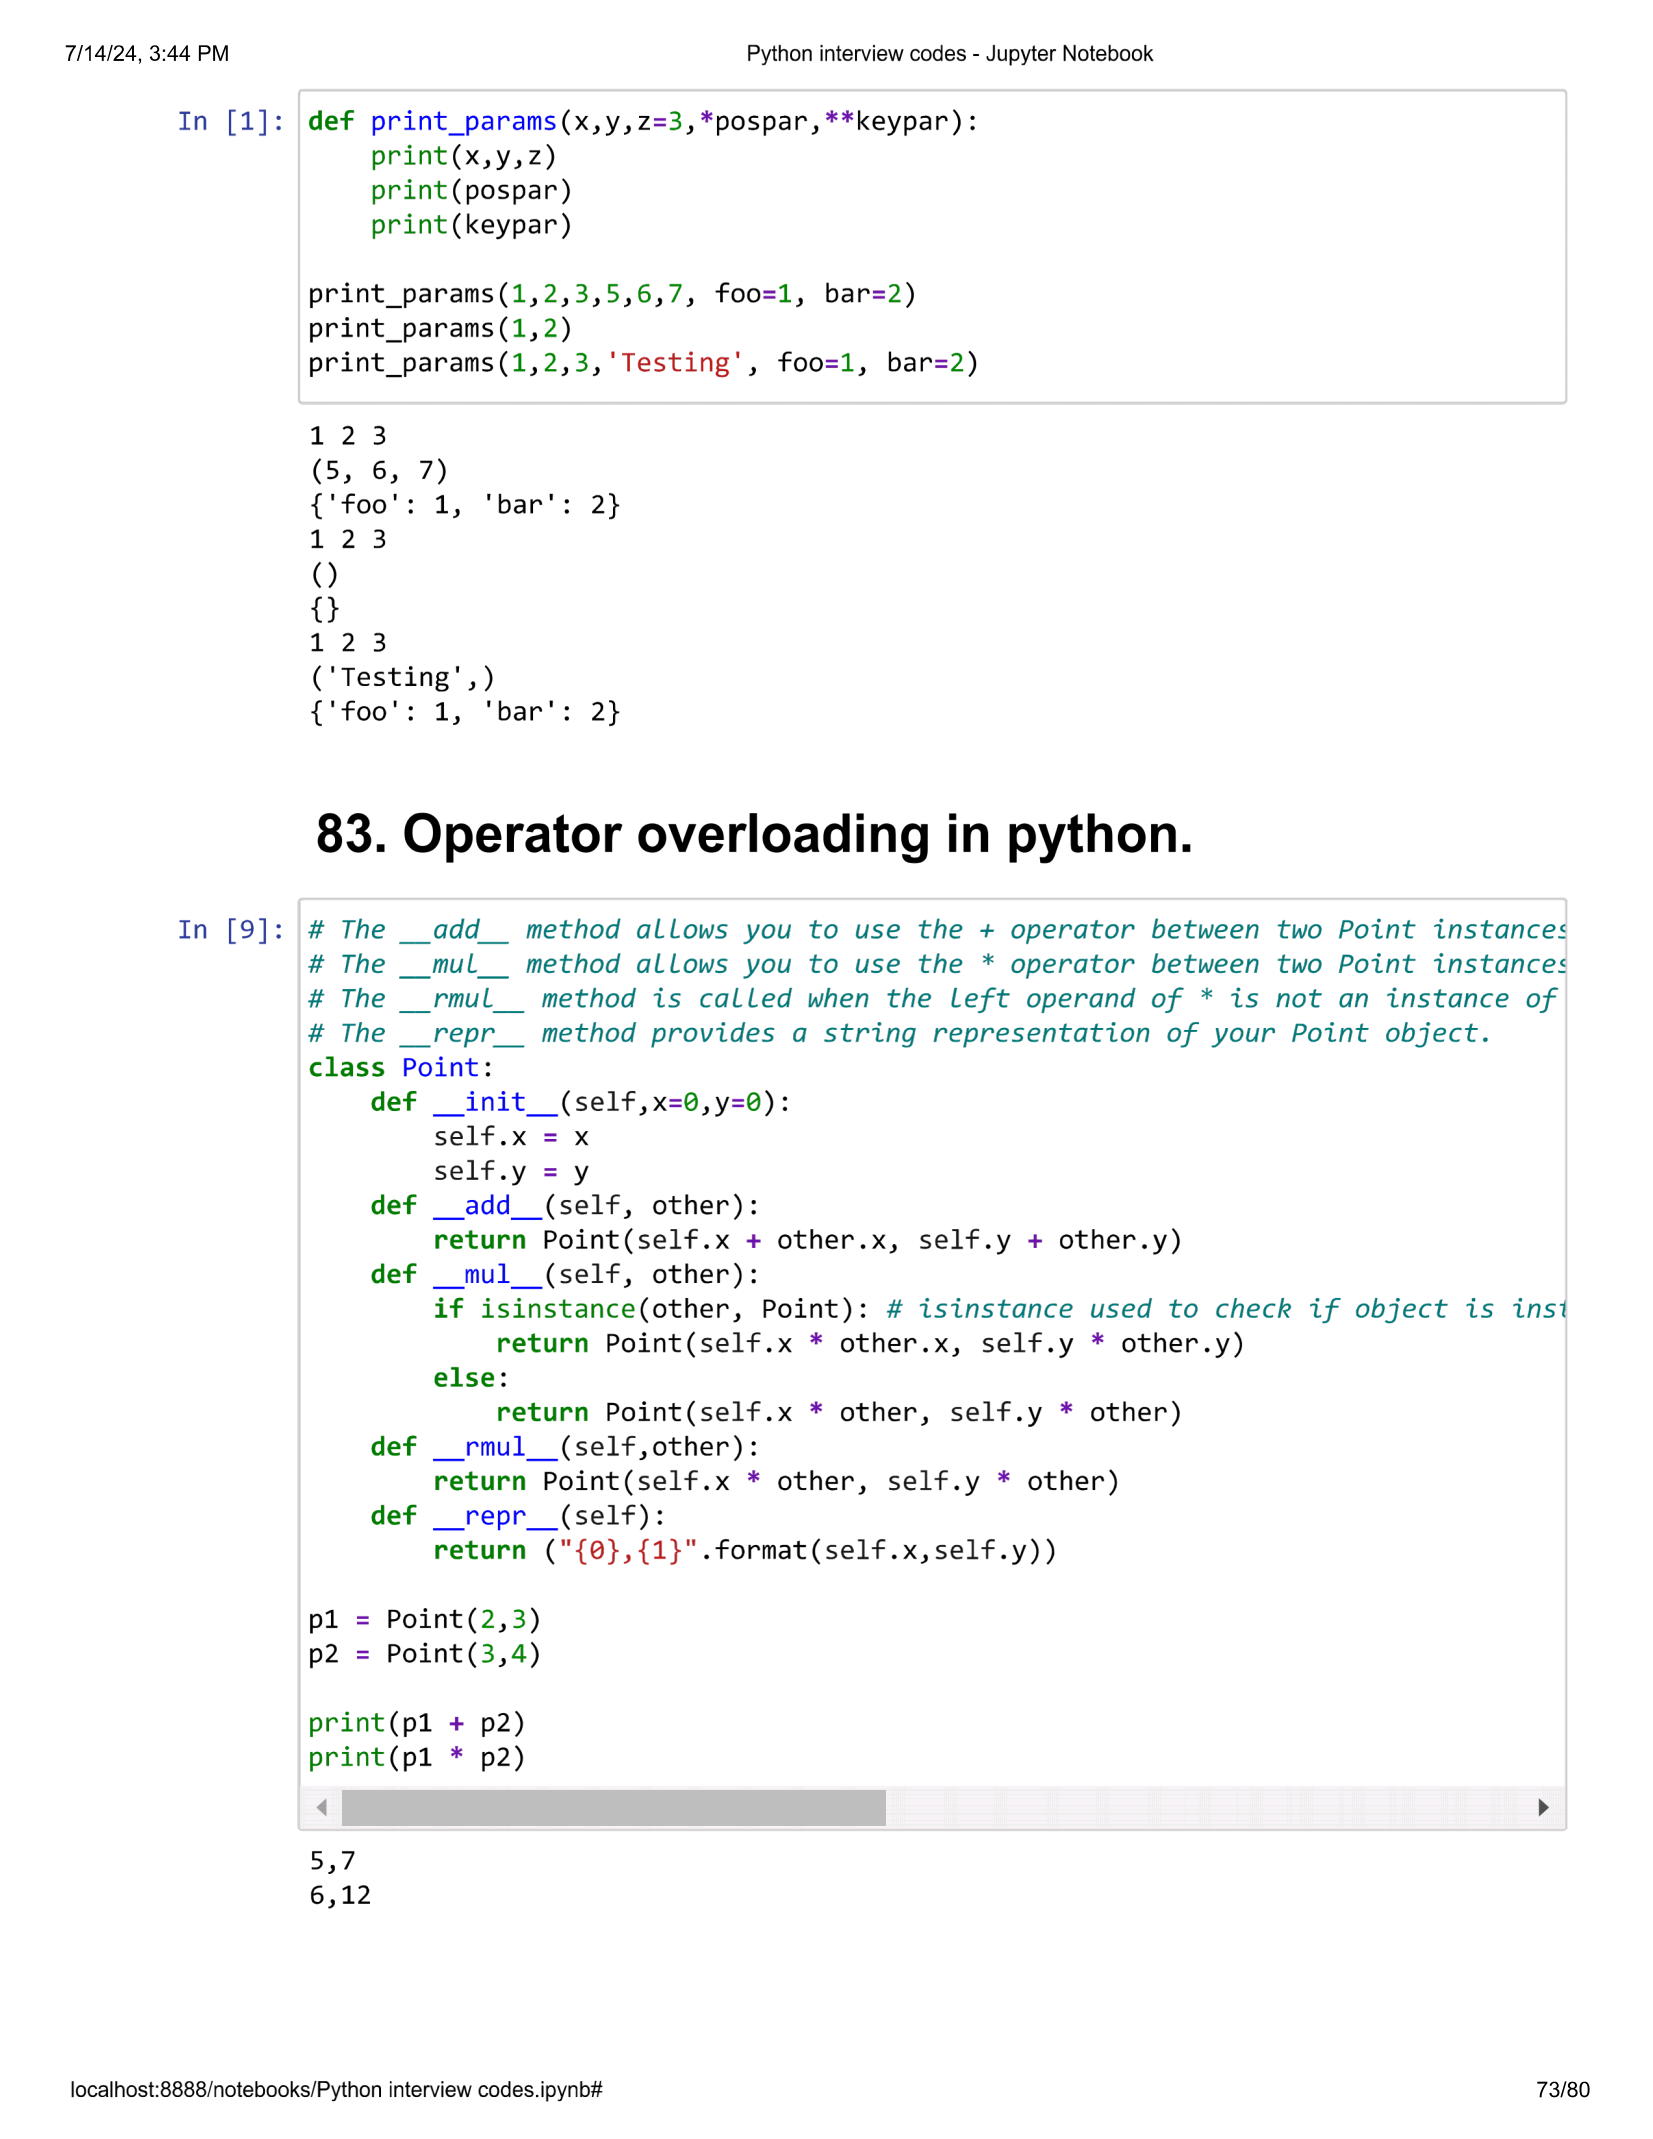 7/14/24, 3:44 PM Python interview codes - Jupyter Notebook
In [1]: def print_params(x,y,z=3,*pospar,**keypar):
    print(x,y,z)
    print(pospar)
    print(keypar)
print_params(1,2,3,5,6,7, foo=1, bar=2)
print_params(1,2)
print_params(1,2,3,'Testing', foo=1, bar=2)
1 2 3
(5, 6, 7)
{'foo': 1, 'bar': 2}
1 2 3
()
{}
1 2 3
('Testing',)
{'foo': 1, 'bar': 2}
83. Operator overloading in python.
In [9]: # The __add__ method allows you to use the + operator between two Point instances
# The __mul__ method allows you to use the * operator between two Point instances
# The __rmul__ method is called when the left operand of * is not an instance of
# The __repr__ method provides a string representation of your Point object.
class Point:
    def __init__(self,x=0,y=0):
        self.x = x
        self.y = y
    def __add__(self, other):
        return Point(self.x + other.x, self.y + other.y)
    def __mul__(self, other):
        if isinstance(other, Point): # isinstance used to check if object is inst
            return Point(self.x * other.x, self.y * other.y)
        else:
            return Point(self.x * other, self.y * other)
    def __rmul__(self,other):
        return Point(self.x * other, self.y * other)
    def __repr__(self):
        return ("{0},{1}".format(self.x,self.y))
p1 = Point(2,3)
p2 = Point(3,4)
print(p1 + p2)
print(p1 * p2)
5,7
6,12
localhost:8888/notebooks/Python interview codes.ipynb# 73/80